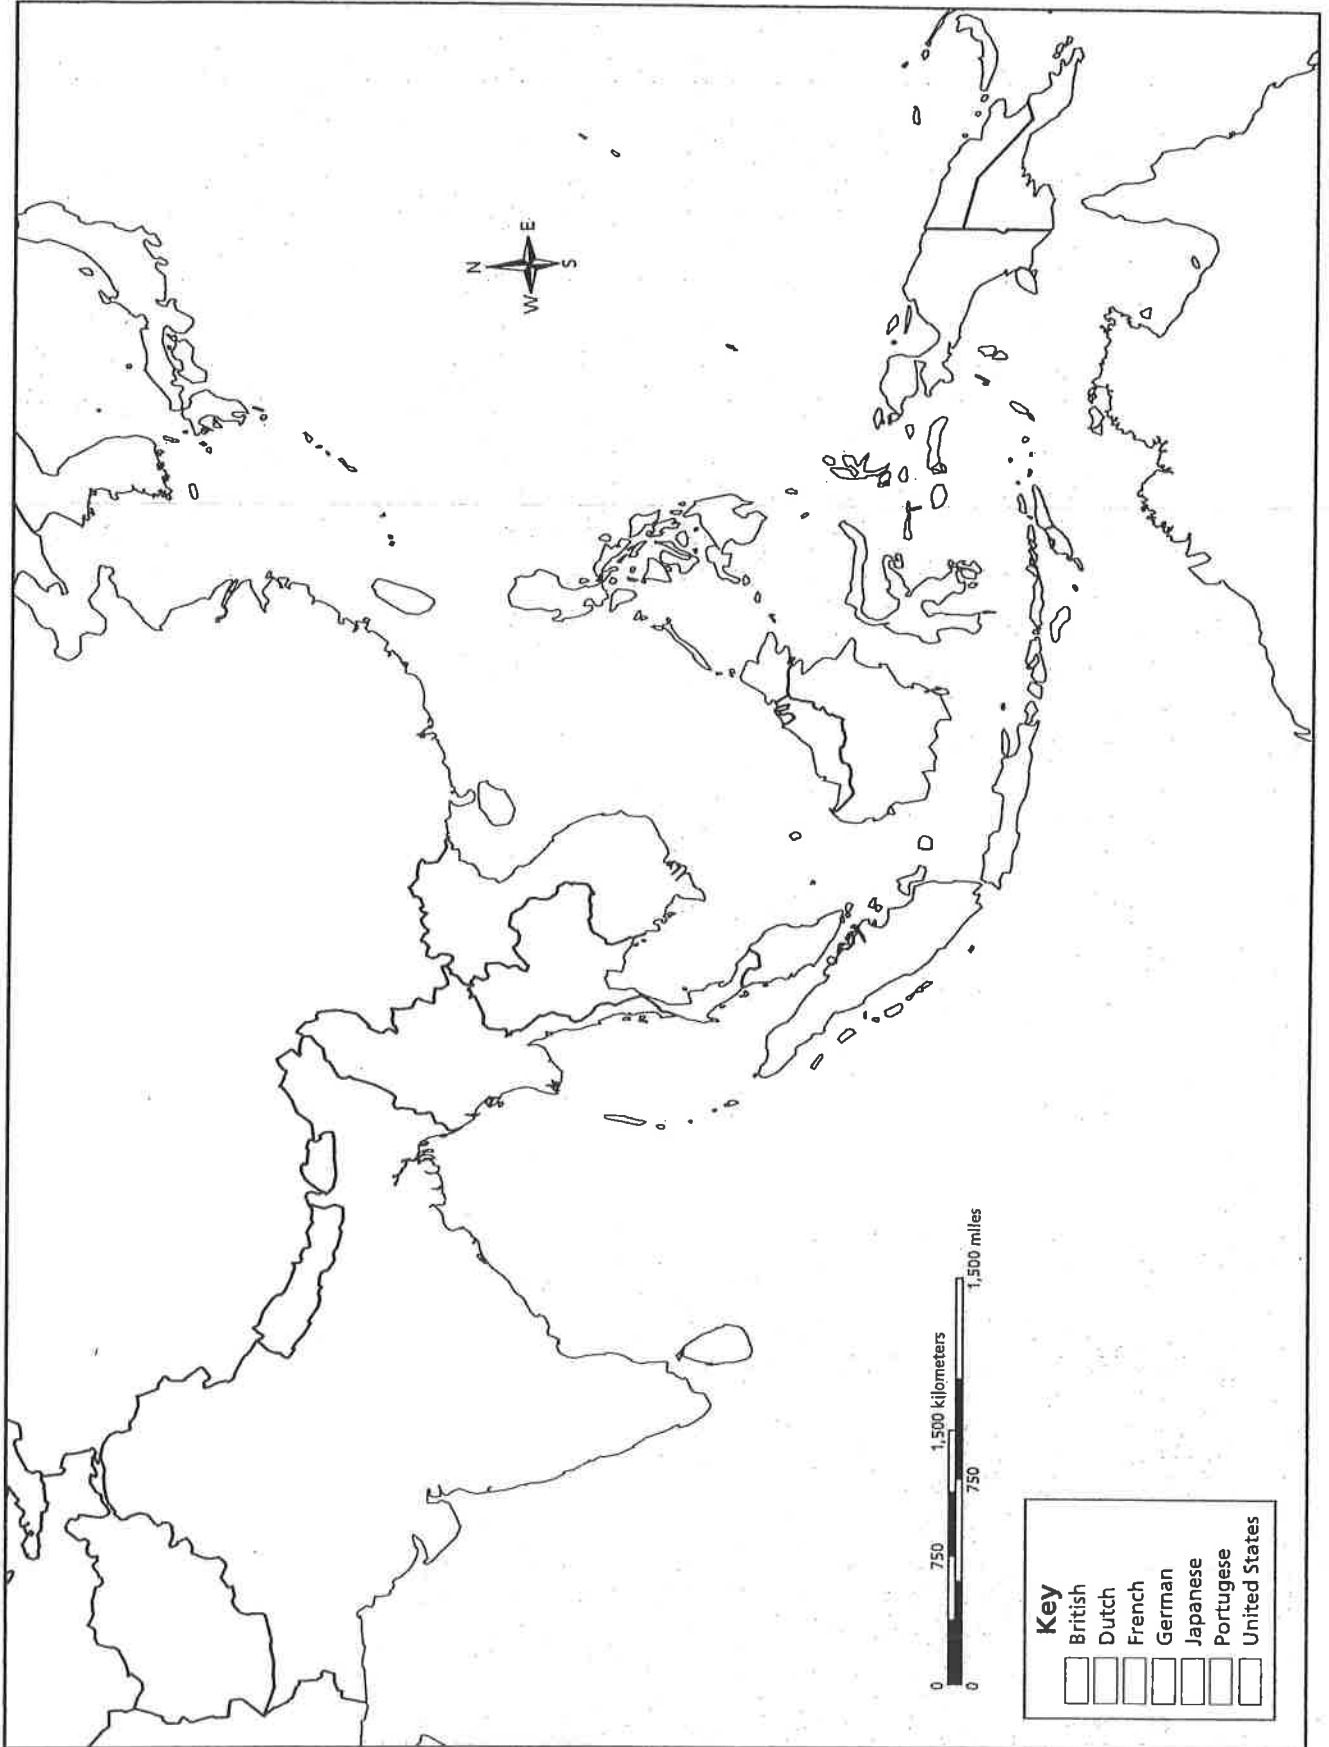 N
W E
S
0 750 1,500 kilometers
0 750 1,500 miles
Key
British
Dutch
French
German
Japanese
Portugese
United States